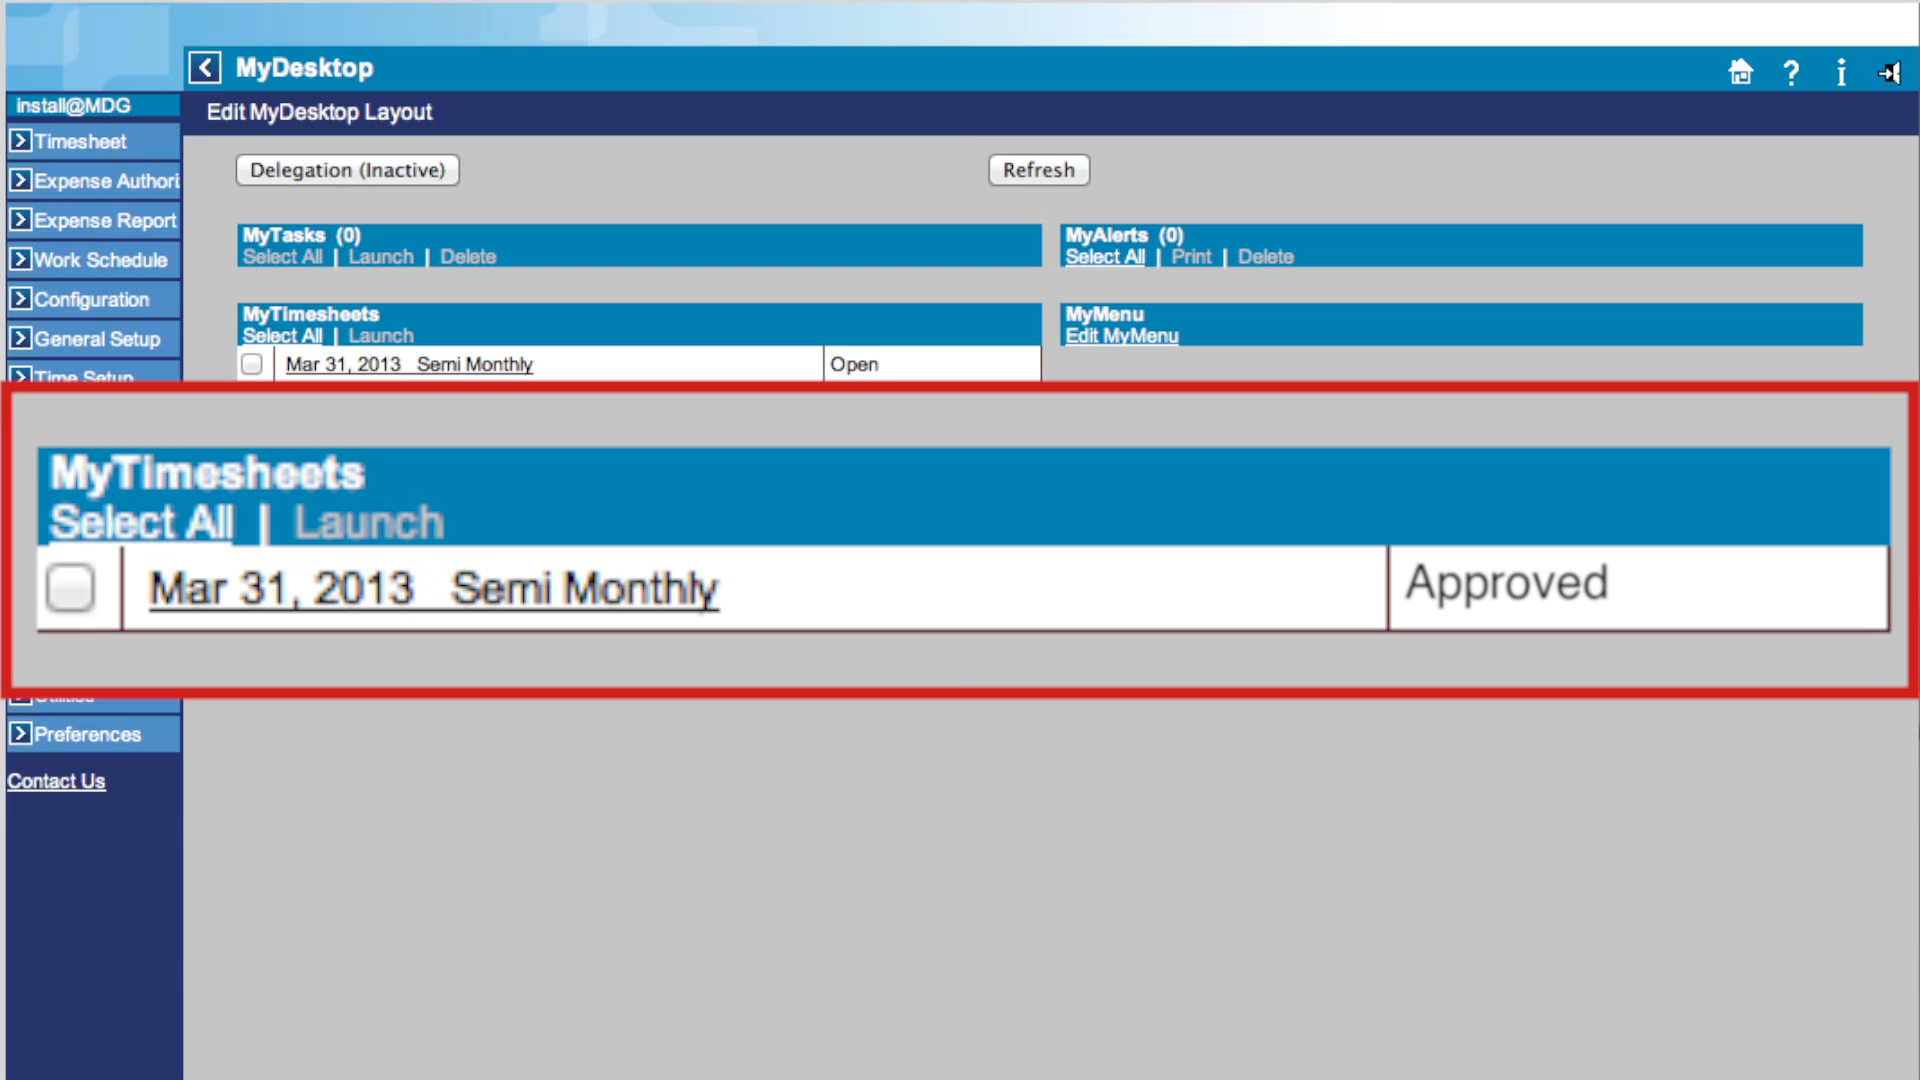 MyDesktop
install@MDG
Edit MyDesktop Layout
Timesheet
Expense Authori
Expense Report
Work Schedule
Configuration
General Setup
Time Setup
Delegation (Inactive)
Refresh
MyTasks (0)
Select All | Launch | Delete
MyAlerts (0)
Select All | Print | Delete
MyTimesheets
Select All | Launch
Mar 31, 2013 Semi Monthly Open
MyMenu
Edit MyMenu
MyTimesheets
Select All | Launch
Mar 31, 2013 Semi Monthly Approved
Utilities
Preferences
Contact Us